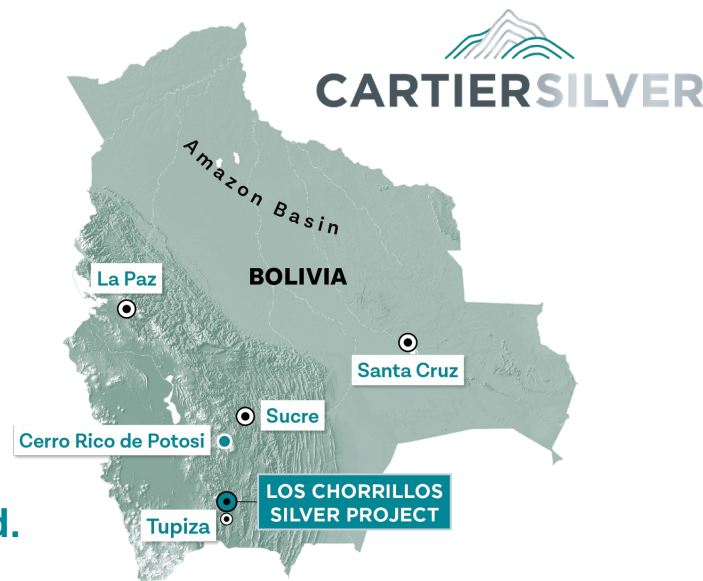 CARTIERSILVER
Amazon Basin
BOLIVIA
La Paz
Santa Cruz
Sucre
Cerro Rico de Potosi
LOS CHORRILLOS
SILVER PROJECT
Tupiza
d.